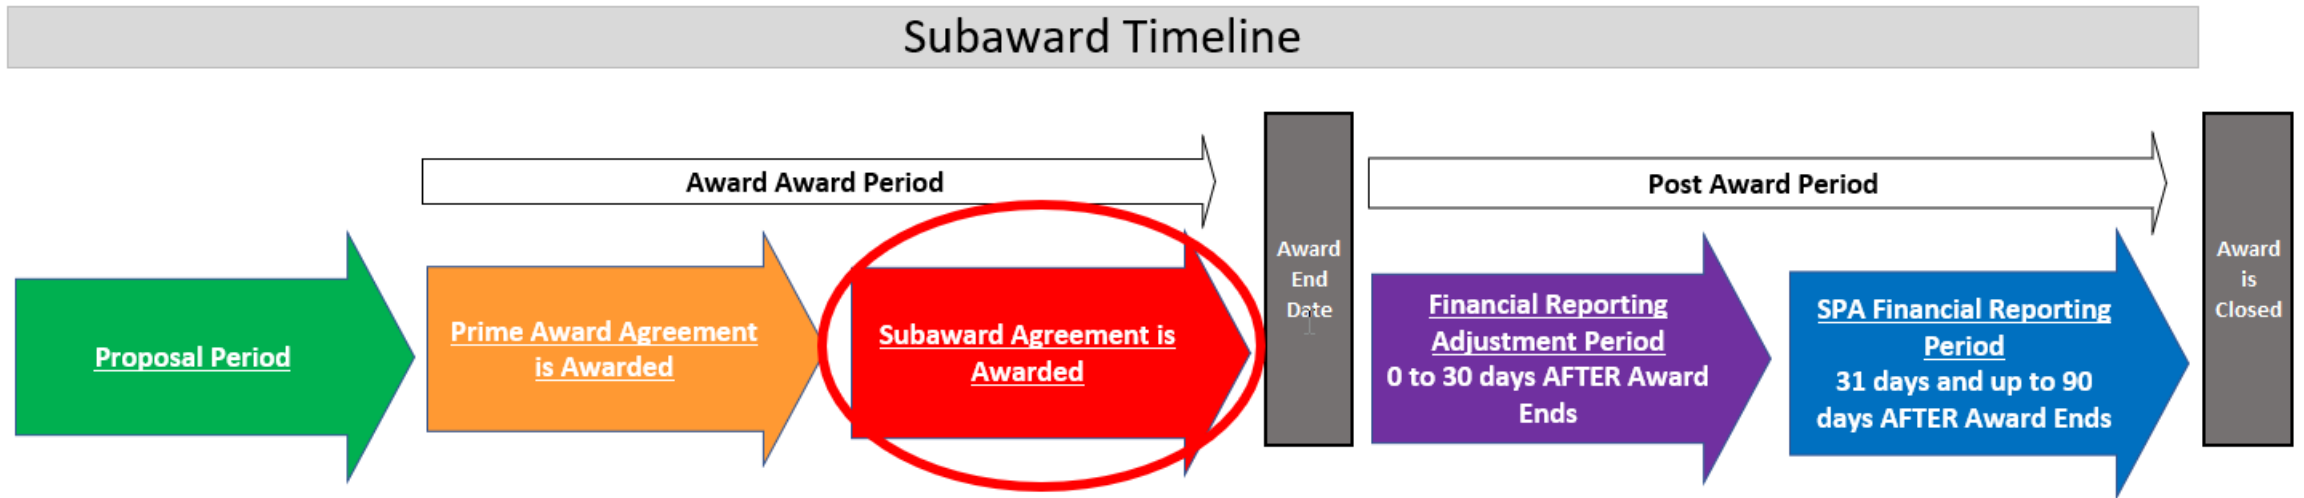 Subaward Timeline
Award Award Period
Post Award Period
Proposal Period
Prime Award Agreement
is Awarded
Subaward Agreement is
Awarded
Award
End
Date
Financial Reporting
Adjustment Period
0 to 30 days AFTER Award
Ends
SPA Financial Reporting
Period
31 days and up to 90
days AFTER Award Ends
Award
is
Closed